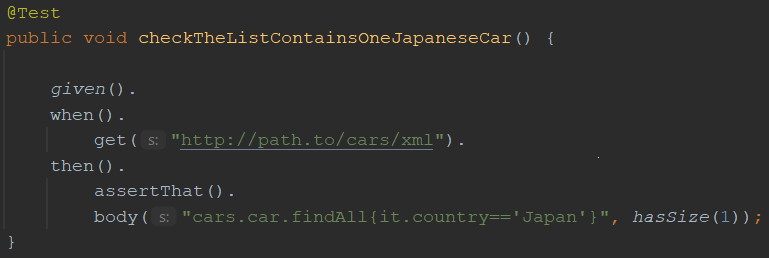 @Test
public void checkTheListContainsOneJapaneseCar() {
given().
when().
get( s: "http://path.to/cars/xml").
then().
assertThat().
body( s: "cars.car.findAll{it.country=='Japan'}", hasSize(1));
}